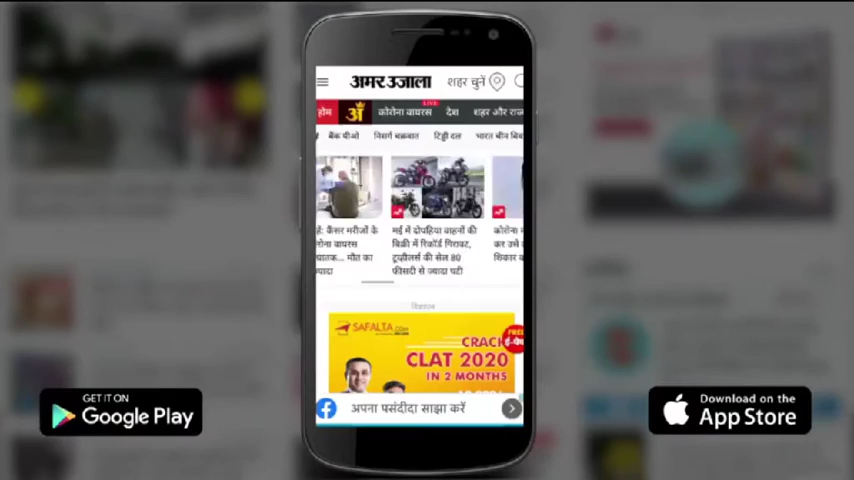 अमर उजाला
शहर चुनें
होम
अ
कोरोना वायरस
LIVE
देश
शहर और राज्य
बैंक पीओ
निसर्ग चक्रवात
टिड्डी दल
भारत चीन
कैंसर मरीजों के
घातक... मौत का
मई में दोपहिया वाहनों की
बिक्री में रिकॉर्ड गिरावट,
टूव्हीलर्स की सेल 80
फीसदी से ज्यादा घटी
कोरोना
कर उसे
शिकार
विज्ञापन
SAFALTA.COM
CRACK
CLAT 2020
IN 2 MONTHS
अपना पसंदीदा साझा करें
GET IT ON
Google Play
Download on the
App Store